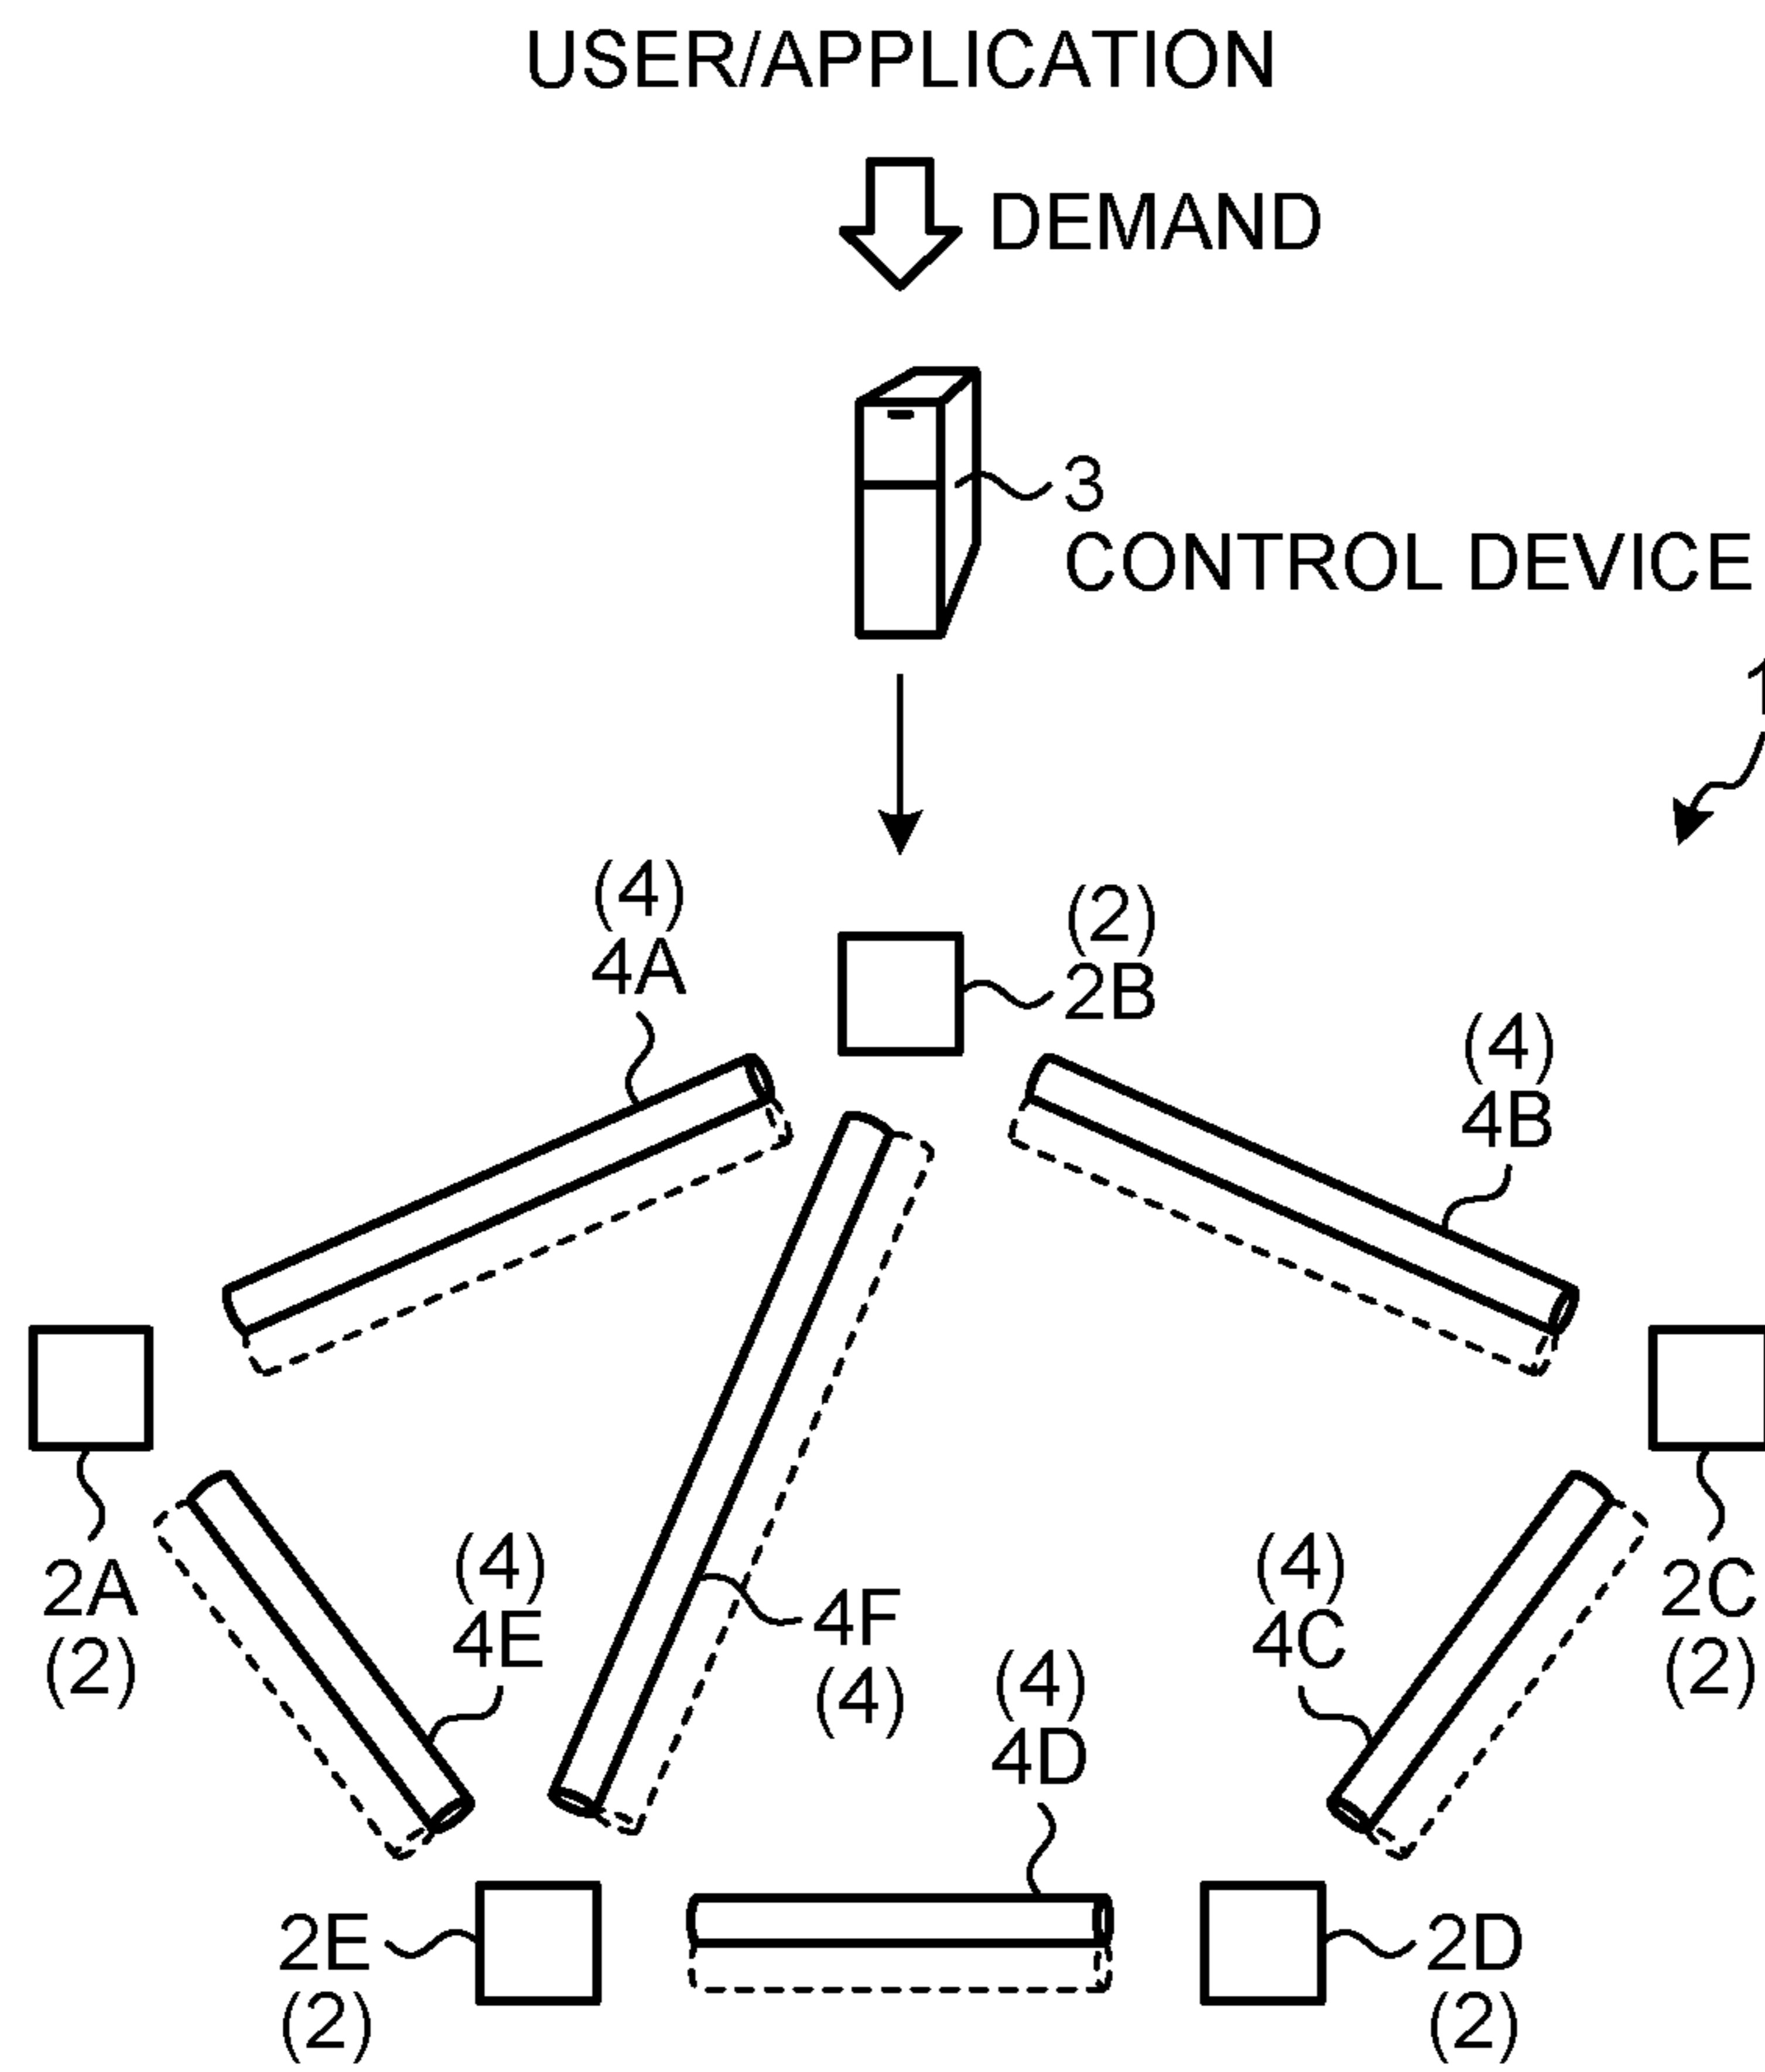 USER/APPLICATION
DEMAND
3
CONTROL DEVICE
1
(4)
4A
(2)
2B
(4)
4B
2A
(2)
(4)
4E
4F
(4)
(4)
4D
(4)
4C
2C
(2)
2E
(2)
2D
(2)